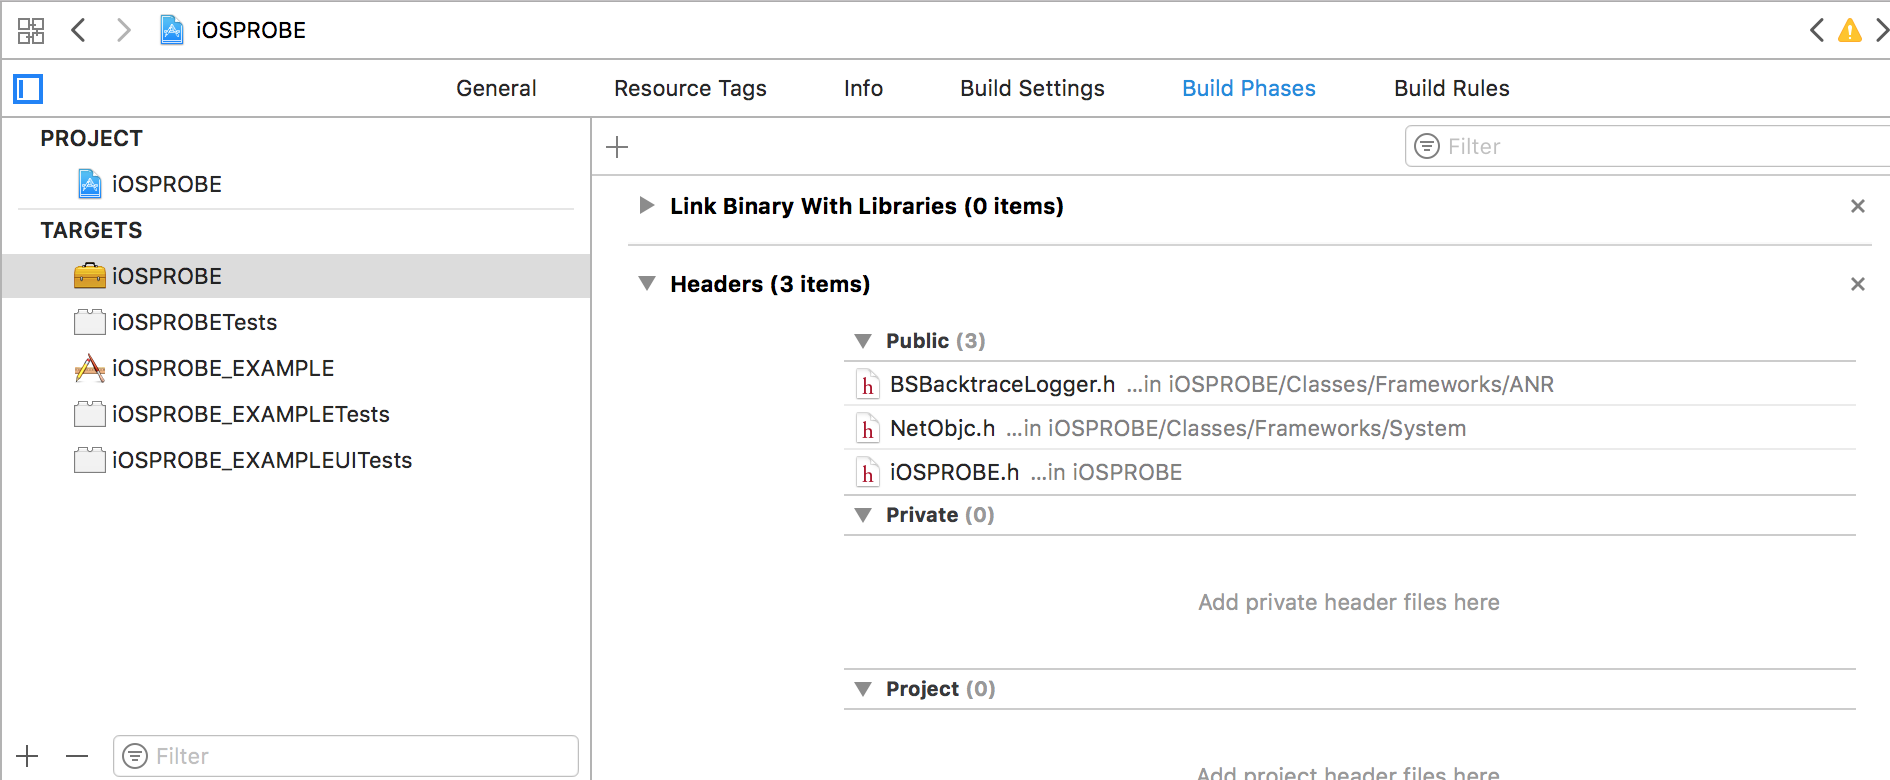 iOSPROBE
General Resource Tags Info Build Settings Build Phases Build Rules
PROJECT
iOSPROBE
TARGETS
iOSPROBE
iOSPROBETests
iOSPROBE_EXAMPLE
iOSPROBE_EXAMPLETests
iOSPROBE_EXAMPLEUITests
Filter
Filter
Link Binary With Libraries (0 items)
Headers (3 items)
Public (3)
h BSBacktraceLogger.h ...in iOSPROBE/Classes/Frameworks/ANR
h NetObjc.h ...in iOSPROBE/Classes/Frameworks/System
h iOSPROBE.h ...in iOSPROBE
Private (0)
Add private header files here
Project (0)
Add project header files here